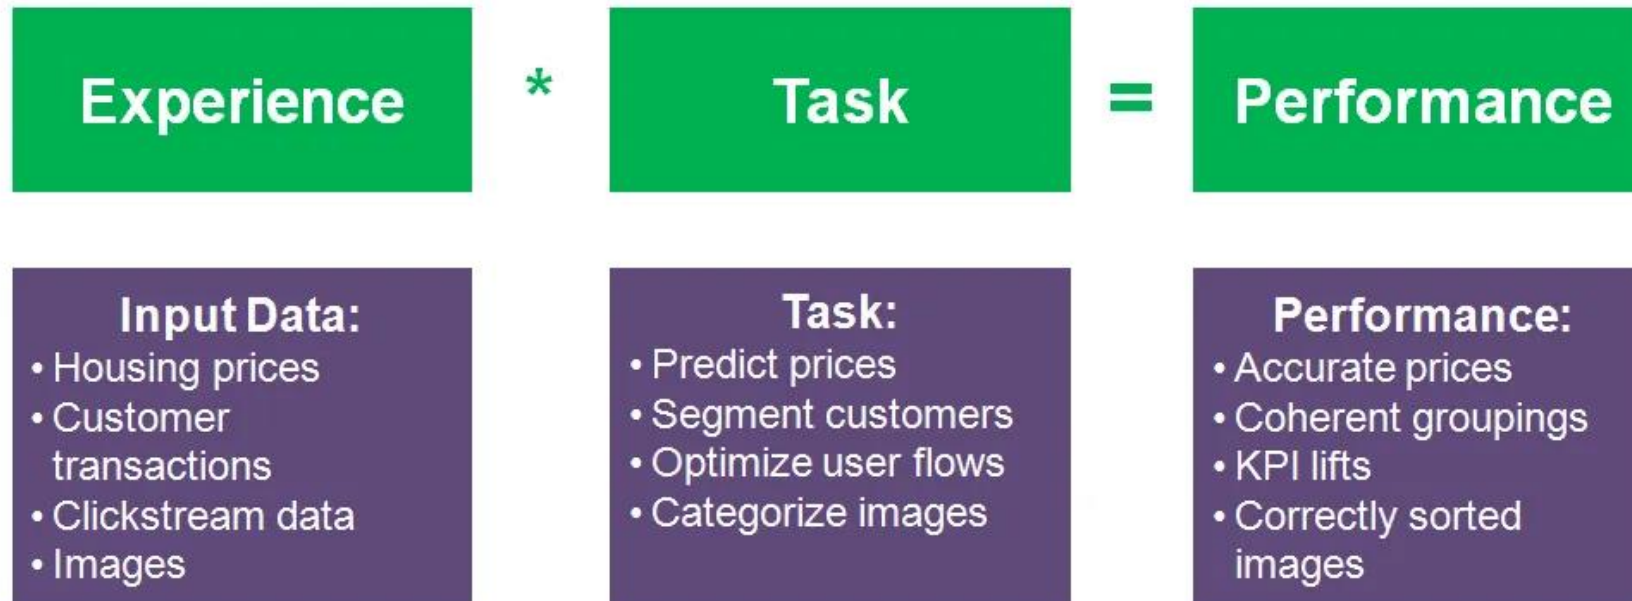 Experience * Task = Performance
Input Data:
• Housing prices
• Customer
transactions
• Clickstream data
• Images
Task:
• Predict prices
• Segment customers
• Optimize user flows
• Categorize images
Performance:
• Accurate prices
• Coherent groupings
• KPI lifts
• Correctly sorted
images